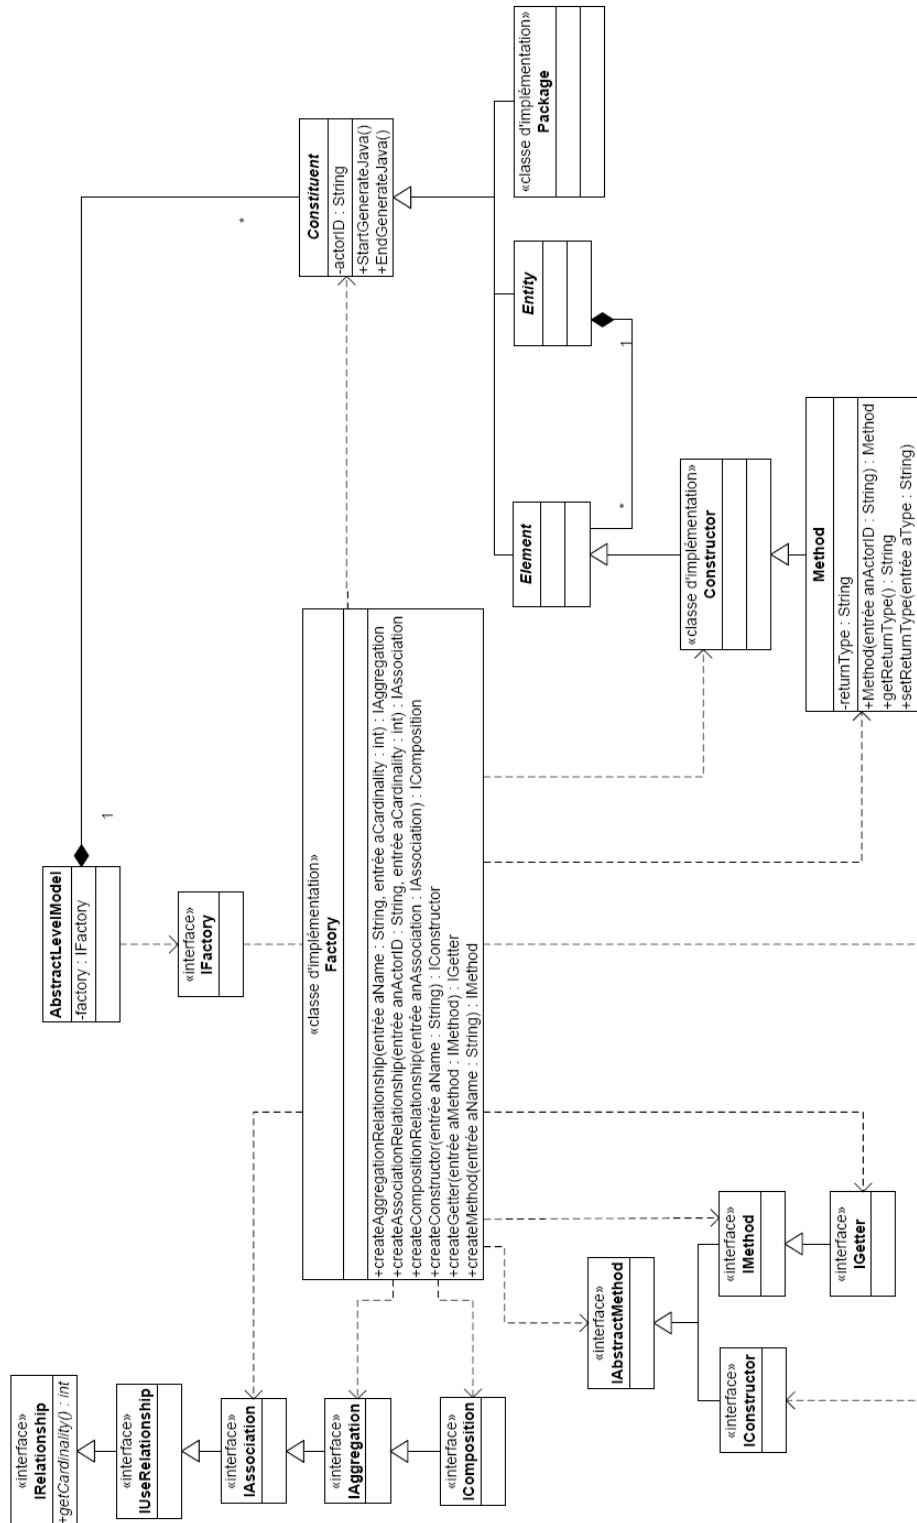 AbstractLevelModel
-factory : IFactory
1
*
Constituent
-actorID : String
+StartGenerateJava()
+EndGenerateJava()
«interface»
IFactory
«interface»
IRelationship
+getCardinality() : int
«interface»
IUseRelationship
«interface»
IAssociation
«interface»
IAggregation
«interface»
IComposition
«classe d'implémentation»
Factory
+createAggregationRelationship(entrée aName : String, entrée aCardinality : int) : IAggregation
+createAssociationRelationship(entrée anActorID : String, entrée aCardinality : int) : IAssociation
+createCompositionRelationship(entrée anAssociation : IAssociation) : IComposition
+createConstructor(entrée aName : String) : IConstructor
+createGetter(entrée aMethod : IMethod) : IGetter
+createMethod(entrée aName : String) : IMethod
Element
Entity
«classe d'implémentation»
Package
*
1
«interface»
IAbstractMethod
«classe d'implémentation»
Constructor
«interface»
IConstructor
«interface»
IMethod
«interface»
IGetter
Method
-returnType : String
+Method(entrée anActorID : String) : Method
+getReturnType() : String
+setReturnType(entrée aType : String)